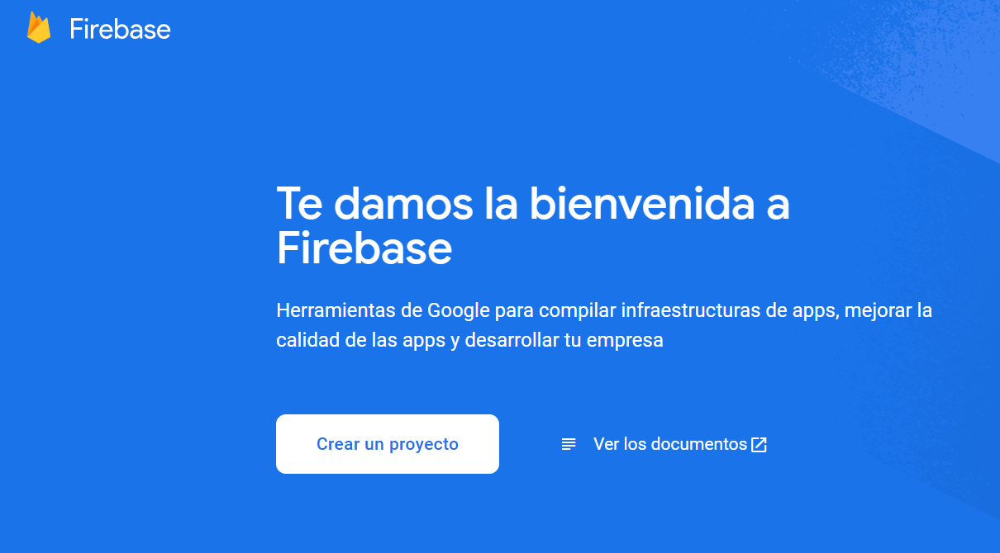 Firebase
Te damos la bienvenida a
Firebase
Herramientas de Google para compilar infraestructuras de apps, mejorar la
calidad de las apps y desarrollar tu empresa
Crear un proyecto
Ver los documentos